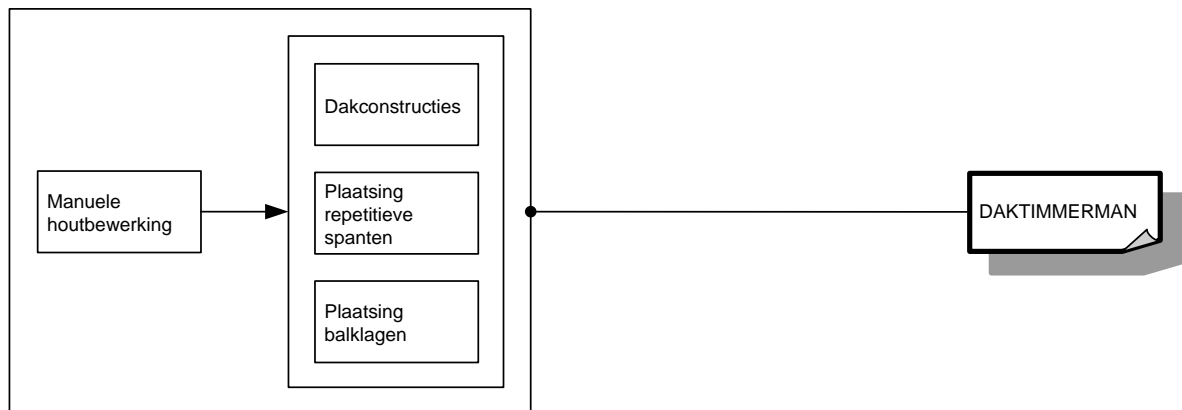 Manuele
houtbewerking
Dakconstructies
Plaatsing
repetitieve
spanten
Plaatsing
balklagen
DAKTIMMERMAN